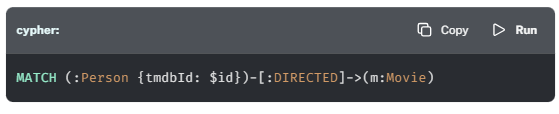 cypher: Copy Run
MATCH (:Person {tmdbId: $id})-[:DIRECTED]->(m:Movie)